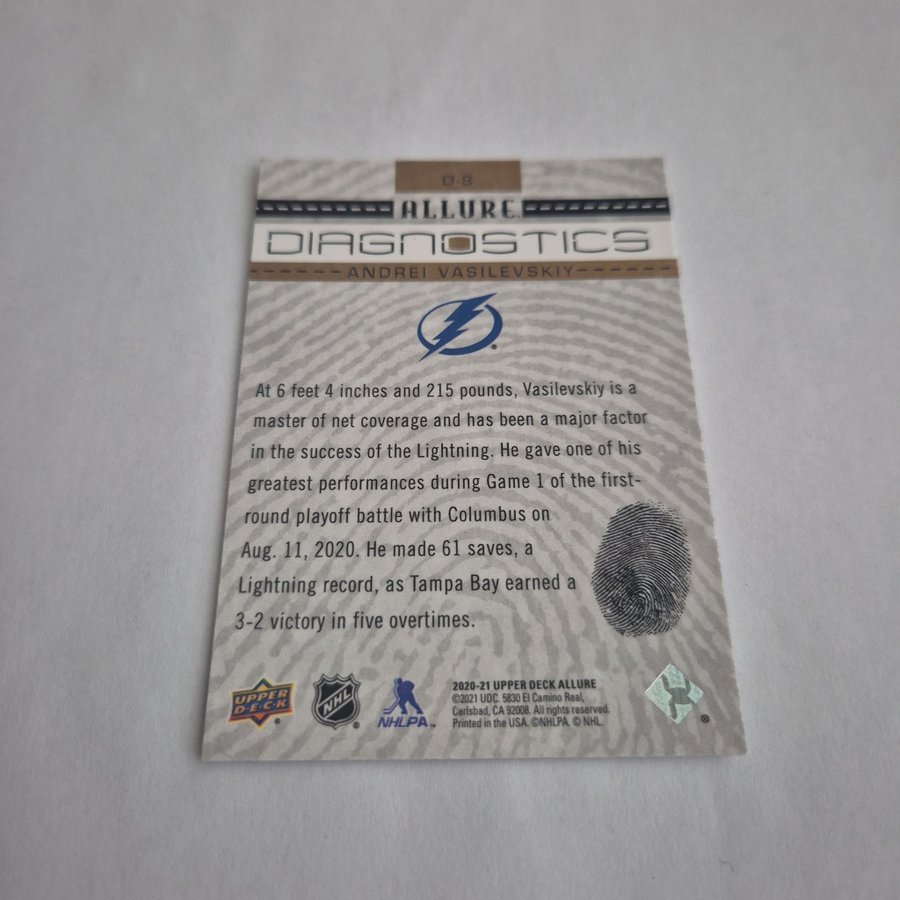 D-8
ALLURE
DIAGNOSTICS
ANDREI VASILEVSKIY
At 6 feet 4 inches and 215 pounds, Vasilevskiy is a
master of net coverage and has been a major factor
in the success of the Lightning. He gave one of his
greatest performances during Game 1 of the first-
round playoff battle with Columbus on
Aug. 11, 2020. He made 61 saves, a
Lightning record, as Tampa Bay earned a
3-2 victory in five overtimes.
UPPER
D·E·C·K
NHL
NHLPA
2020-21 UPPER DECK ALLURE
©2021 UDC. 5830 El Camino Real,
Carlsbad, CA 92008. All rights reserved.
Printed in the USA. ©NHLPA. © NHL.